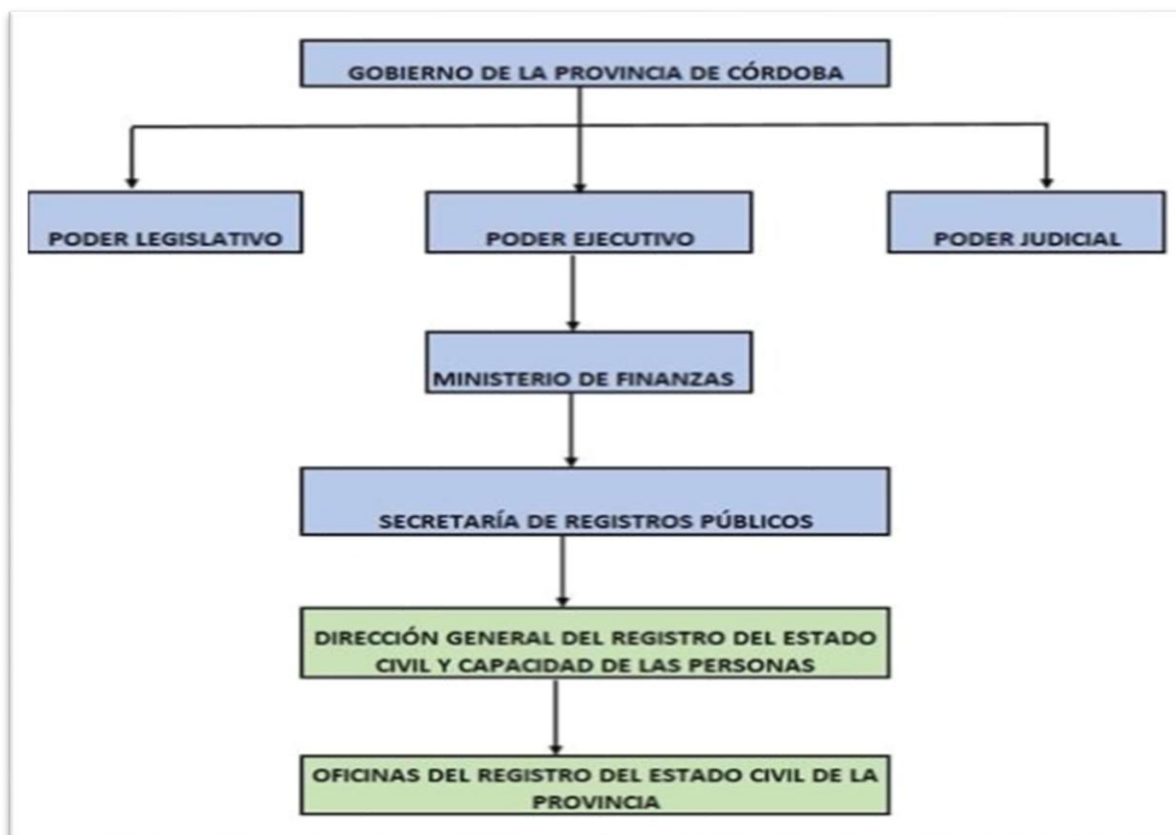 GOBIERNO DE LA PROVINCIA DE CÓRDOBA
PODER LEGISLATIVO
PODER EJECUTIVO
PODER JUDICIAL
MINISTERIO DE FINANZAS
SECRETARÍA DE REGISTROS PÚBLICOS
DIRECCIÓN GENERAL DEL REGISTRO DEL ESTADO
CIVIL Y CAPACIDAD DE LAS PERSONAS
OFICINAS DEL REGISTRO DEL ESTADO CIVIL DE LA
PROVINCIA